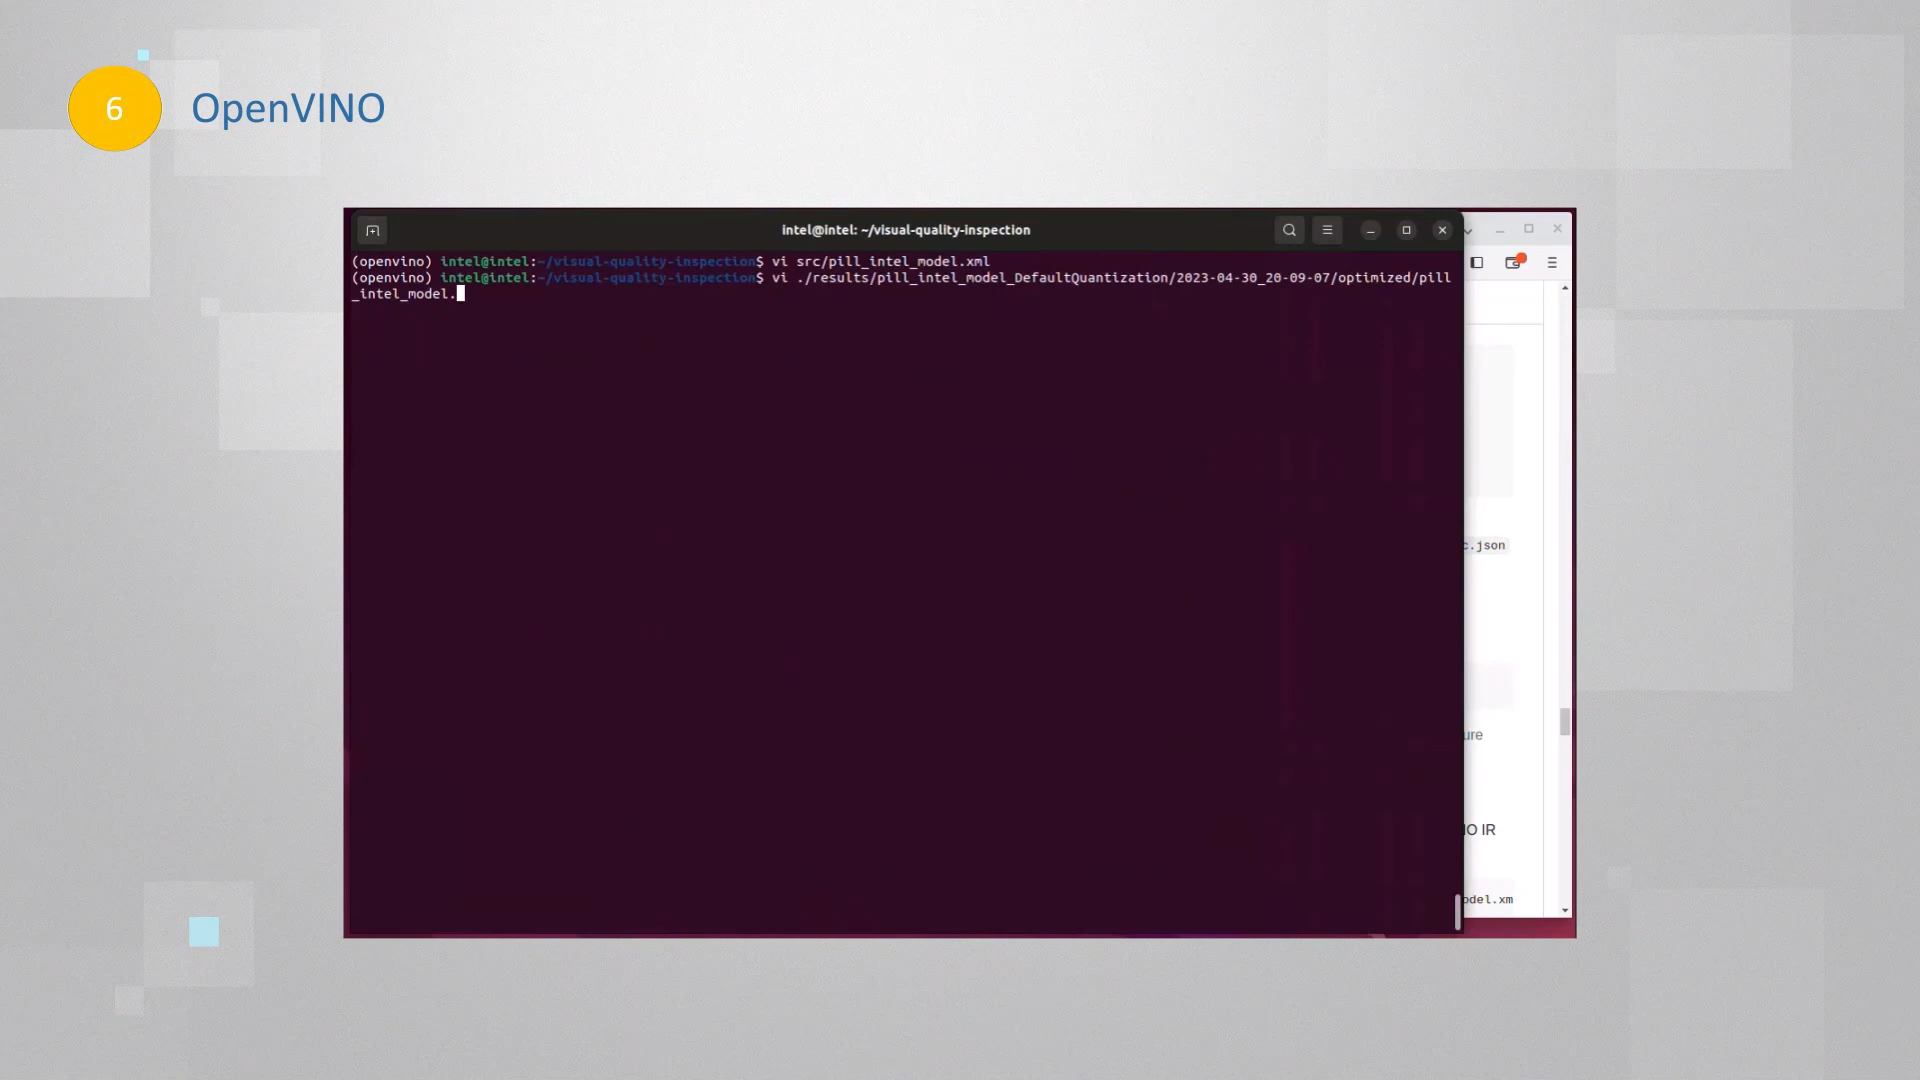 6
OpenVINO
intel@intel: ~/visual-quality-inspection
(openvino) intel@intel:~/visual-quality-inspection$ vi src/pill_intel_model.xml
(openvino) intel@intel:~/visual-quality-inspection$ vi ./results/pill_intel_model_DefaultQuantization/2023-04-30_20-09-07/optimized/pill
_intel_model.
c.json
ure
IO IR
odel.xm